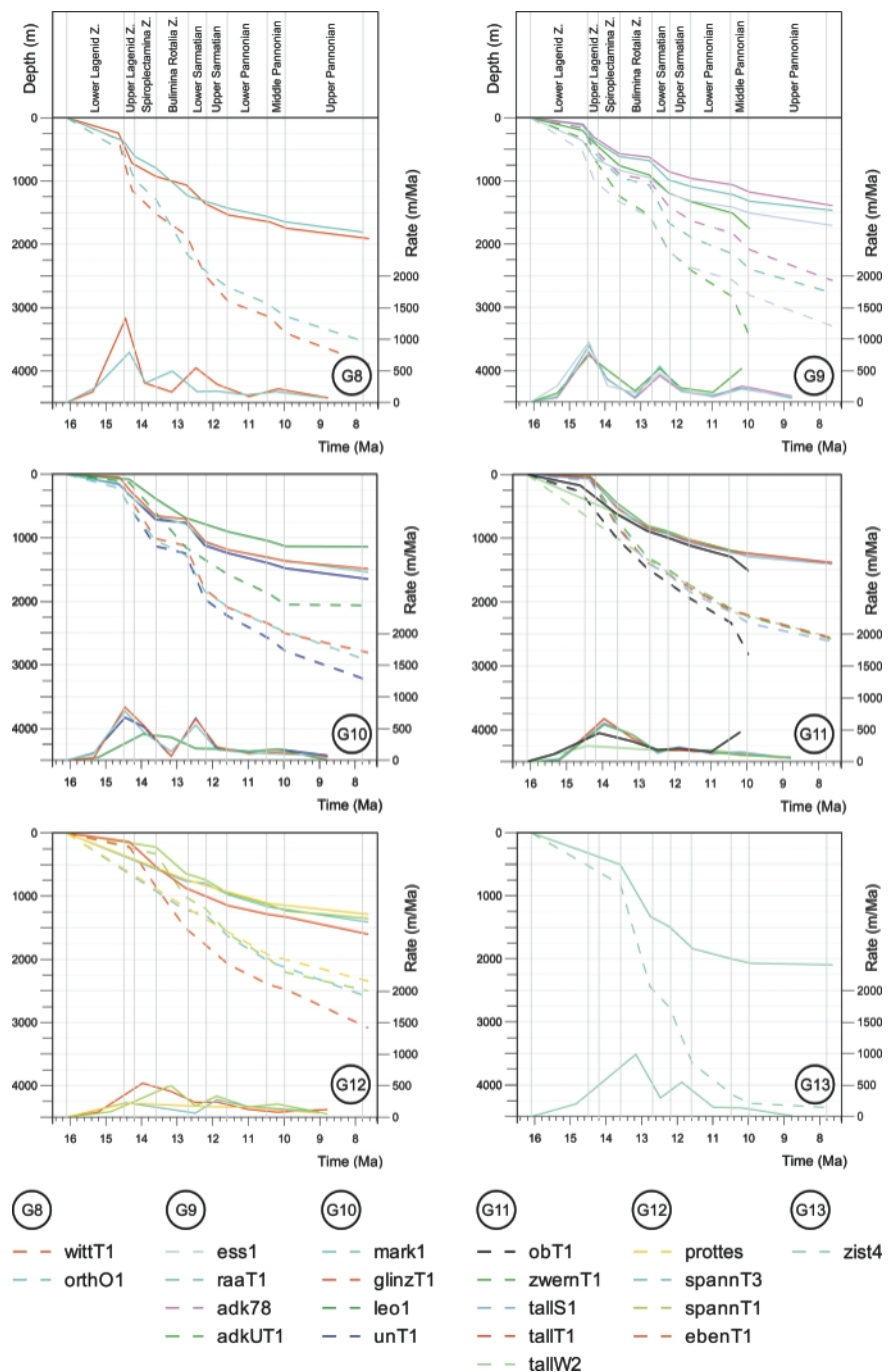 Depth (m)
Lower Lagenid Z.
Upper Lagenid Z.
Spiroplectamina Z.
Bulimina Rotalia Z.
Lower Sarmatian
Upper Sarmatian
Lower Pannonian
Middle Pannonian
Upper Pannonian
0
1000
2000
3000
4000
Rate (m/Ma)
2000
1500
1000
500
0
G8
16 15 14 13 12 11 10 9 8
Time (Ma)
Depth (m)
Lower Lagenid Z.
Upper Lagenid Z.
Spiroplectamina Z.
Bulimina Rotalia Z.
Lower Sarmatian
Upper Sarmatian
Lower Pannonian
Middle Pannonian
Upper Pannonian
0
1000
2000
3000
4000
Rate (m/Ma)
2000
1500
1000
500
0
G9
16 15 14 13 12 11 10 9 8
Time (Ma)
0
1000
2000
3000
4000
Rate (m/Ma)
2000
1500
1000
500
0
G10
16 15 14 13 12 11 10 9 8
Time (Ma)
0
1000
2000
3000
4000
Rate (m/Ma)
2000
1500
1000
500
0
G11
16 15 14 13 12 11 10 9 8
Time (Ma)
0
1000
2000
3000
4000
Rate (m/Ma)
2000
1500
1000
500
0
G12
16 15 14 13 12 11 10 9 8
Time (Ma)
0
1000
2000
3000
4000
Rate (m/Ma)
2000
1500
1000
500
0
G13
16 15 14 13 12 11 10 9 8
Time (Ma)
G8
wittT1
orthO1
G9
ess1
raaT1
adk78
adkUT1
G10
mark1
glinzT1
leo1
unT1
G11
obT1
zwernT1
tallS1
tallT1
tallW2
G12
prottes
spannT3
spannT1
ebenT1
G13
zist4